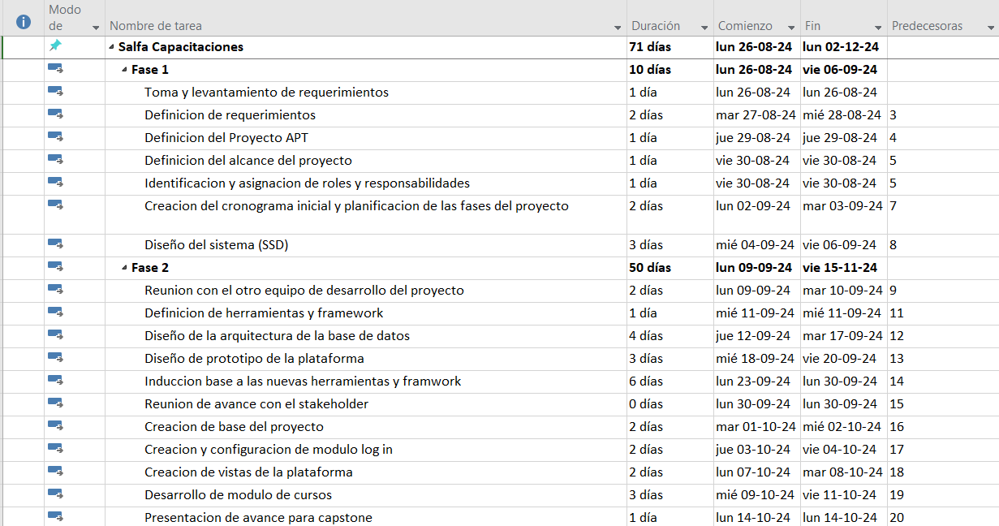 Modo de Nombre de tarea Duración Comienzo Fin Predecesoras
Salfa Capacitaciones 71 días lun 26-08-24 lun 02-12-24
Fase 1 10 días lun 26-08-24 vie 06-09-24
Toma y levantamiento de requerimientos 1 día lun 26-08-24 lun 26-08-24
Definicion de requerimientos 2 días mar 27-08-24 mié 28-08-24 3
Definicion del Proyecto APT 1 día jue 29-08-24 jue 29-08-24 4
Definicion del alcance del proyecto 1 día vie 30-08-24 vie 30-08-24 5
Identificacion y asignacion de roles y responsabilidades 1 día vie 30-08-24 vie 30-08-24 5
Creacion del cronograma inicial y planificacion de las fases del proyecto 2 días lun 02-09-24 mar 03-09-24 7
Diseño del sistema (SSD) 3 días mié 04-09-24 vie 06-09-24 8
Fase 2 50 días lun 09-09-24 vie 15-11-24
Reunion con el otro equipo de desarrollo del proyecto 2 días lun 09-09-24 mar 10-09-24 9
Definicion de herramientas y framework 1 día mié 11-09-24 mié 11-09-24 11
Diseño de la arquitectura de la base de datos 4 días jue 12-09-24 mar 17-09-24 12
Diseño de prototipo de la plataforma 3 días mié 18-09-24 vie 20-09-24 13
Induccion base a las nuevas herramientas y framwork 6 días lun 23-09-24 lun 30-09-24 14
Reunion de avance con el stakeholder 0 días lun 30-09-24 lun 30-09-24 15
Creacion de base del proyecto 2 días mar 01-10-24 mié 02-10-24 16
Creacion y configuracion de modulo log in 2 días jue 03-10-24 vie 04-10-24 17
Creacion de vistas de la plataforma 2 días lun 07-10-24 mar 08-10-24 18
Desarrollo de modulo de cursos 3 días mié 09-10-24 vie 11-10-24 19
Presentacion de avance para capstone 1 día lun 14-10-24 lun 14-10-24 20